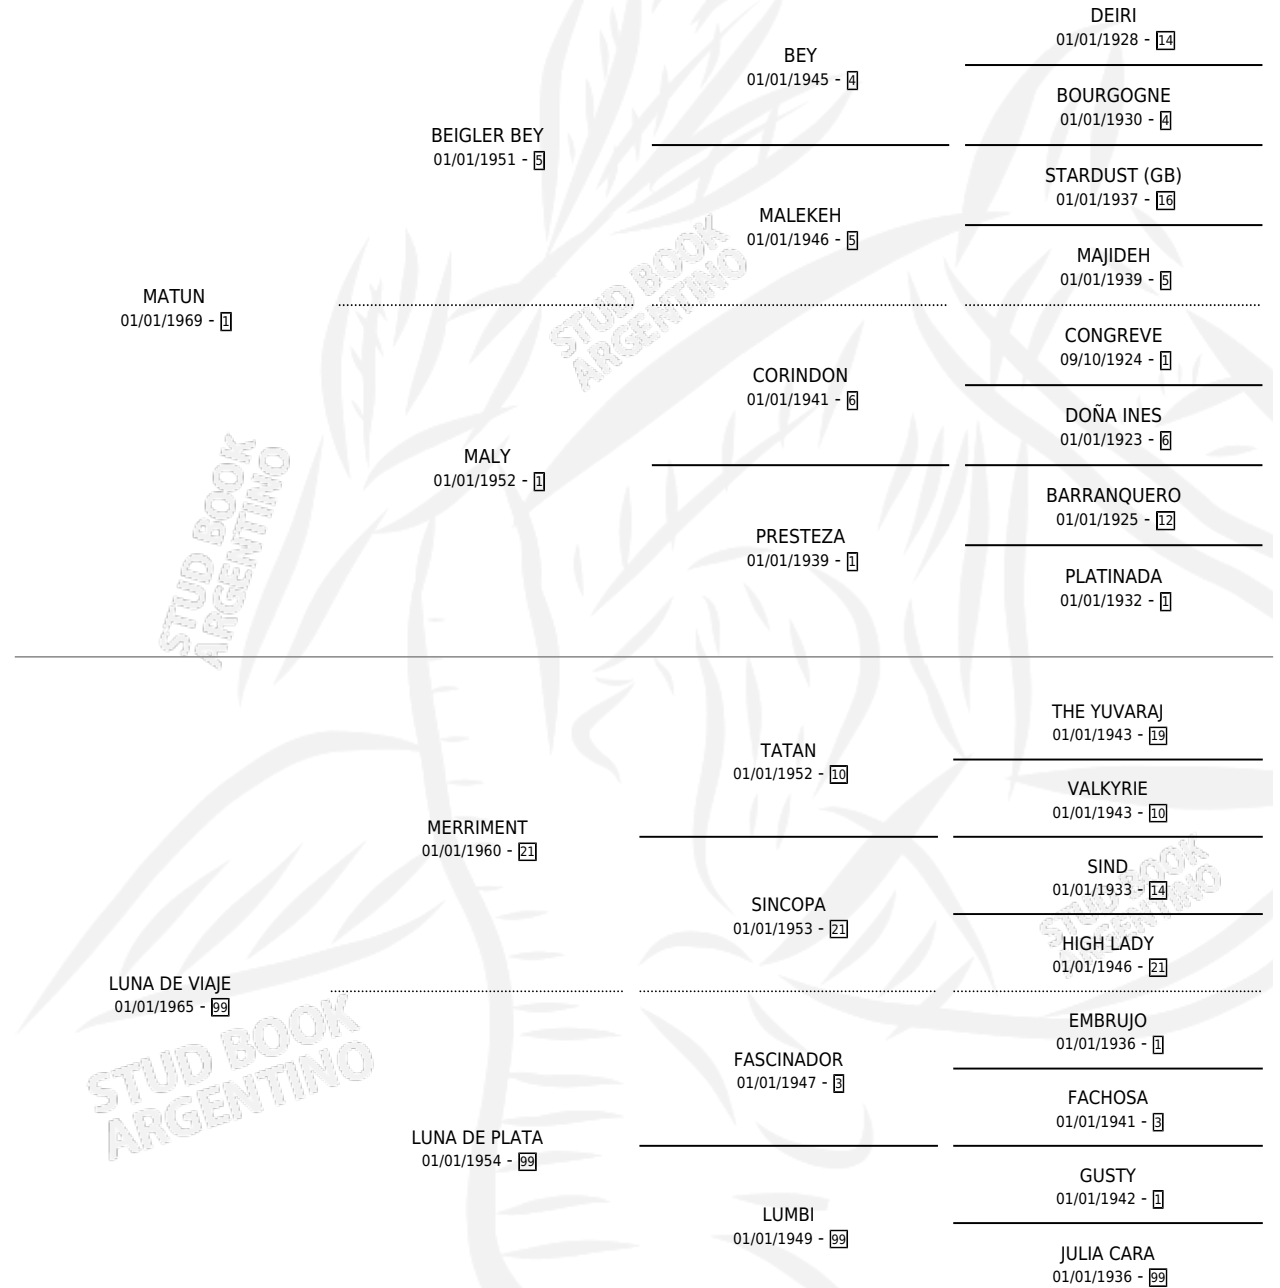 DEIRI
01/01/1928 - 14
BEY
01/01/1945 - 4
BOURGOGNE
01/01/1930 - 4
BEIGLER BEY
01/01/1951 - 5
STARDUST (GB)
01/01/1937 - 16
MALEKEH
01/01/1946 - 5
MAJIDEH
01/01/1939 - 5
MATUN
01/01/1969 - 1
CONGREVE
09/10/1924 - 1
CORINDON
01/01/1941 - 6
DOÑA INES
01/01/1923 - 6
MALY
01/01/1952 - 1
BARRANQUERO
01/01/1925 - 12
PRESTEZA
01/01/1939 - 1
PLATINADA
01/01/1932 - 1
THE YUVARAJ
01/01/1943 - 19
TATAN
01/01/1952 - 10
VALKYRIE
01/01/1943 - 10
MERRIMENT
01/01/1960 - 21
SIND
01/01/1933 - 14
SINCOPA
01/01/1953 - 21
HIGH LADY
01/01/1946 - 21
LUNA DE VIAJE
01/01/1965 - 99
EMBRUJO
01/01/1936 - 1
FASCINADOR
01/01/1947 - 3
FACHOSA
01/01/1941 - 3
LUNA DE PLATA
01/01/1954 - 99
GUSTY
01/01/1942 - 1
LUMBI
01/01/1949 - 99
JULIA CARA
01/01/1936 - 99
STUD BOOK
ARGENTINO
STUD BOOK
ARGENTINO
STUD BOOK
ARGENTINO
STUD BOOK
ARGENTINO